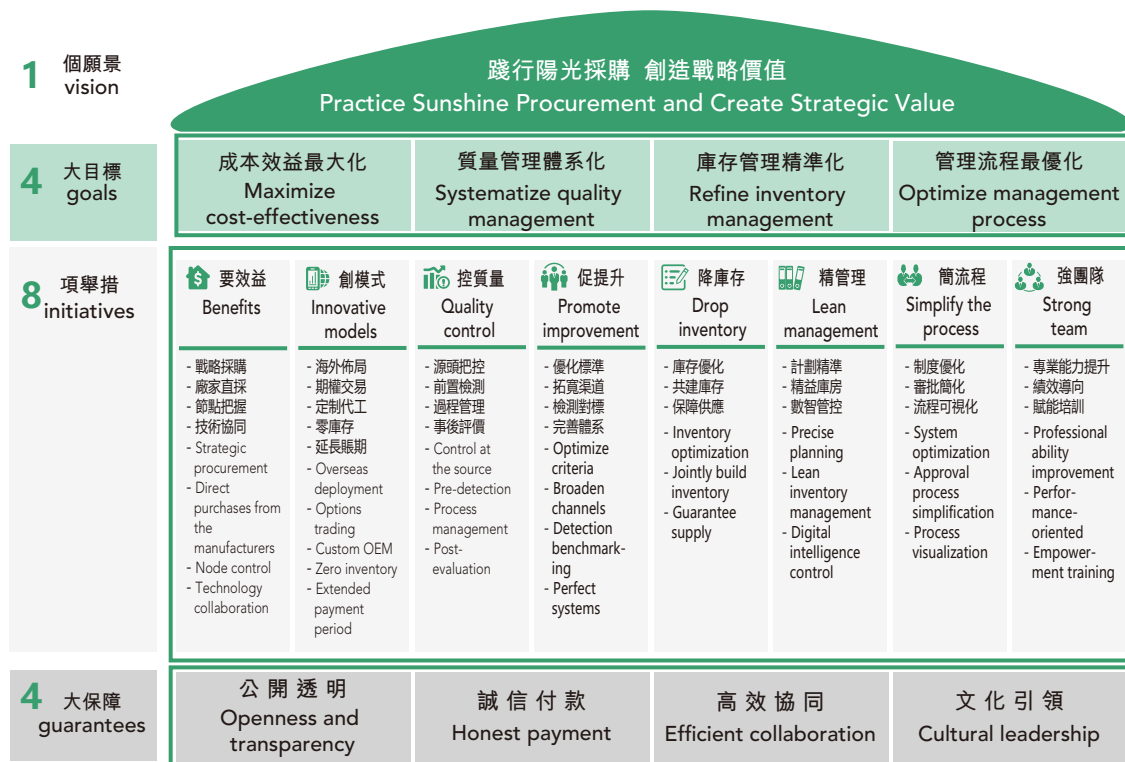 1
個願景
vision
踐行陽光採購 創造戰略價值
Practice Sunshine Procurement and Create Strategic Value
4
大目標
goals
成本效益最大化
Maximize
cost-effectiveness
質量管理體系化
Systematize quality
management
庫存管理精準化
Refine inventory
management
管理流程最優化
Optimize management
process
8
項舉措
initiatives
要效益
Benefits
- 戰略採購
- 廠家直採
- 節點把握
- 技術協同
- Strategic
procurement
- Direct
purchases from
the
manufacturers
- Node control
- Technology
collaboration
創模式
Innovative
models
- 海外佈局
- 期權交易
- 定制代工
- 零庫存
- 延長賬期
- Overseas
deployment
- Options
trading
- Custom OEM
- Zero inventory
- Extended
payment
period
控質量
Quality
control
- 源頭把控
- 前置檢測
- 過程管理
- 事後評價
- Control at
the source
- Pre-detection
- Process
management
- Post-
evaluation
促提升
Promote
improvement
- 優化標準
- 拓寬渠道
- 檢測對標
- 完善體系
- Optimize
criteria
- Broaden
channels
- Detection
benchmark-
ing
- Perfect
systems
降庫存
Drop
inventory
- 庫存優化
- 共建庫存
- 保障供應
- Inventory
optimization
- Jointly build
inventory
- Guarantee
supply
精管理
Lean
management
- 計劃精準
- 精益庫房
- 數智管控
- Precise
planning
- Lean
inventory
management
- Digital
intelligence
control
簡流程
Simplify the
process
- 制度優化
- 審批簡化
- 流程可視化
- System
optimization
- Approval
process
simplification
- Process
visualization
強團隊
Strong
team
- 專業能力提升
- 績效導向
- 賦能培訓
- Professional
ability
improvement
- Perfor-
mance-
oriented
- Empower-
ment training
4
大保障
guarantees
公開透明
Openness and
transparency
誠信付款
Honest payment
高效協同
Efficient collaboration
文化引領
Cultural leadership